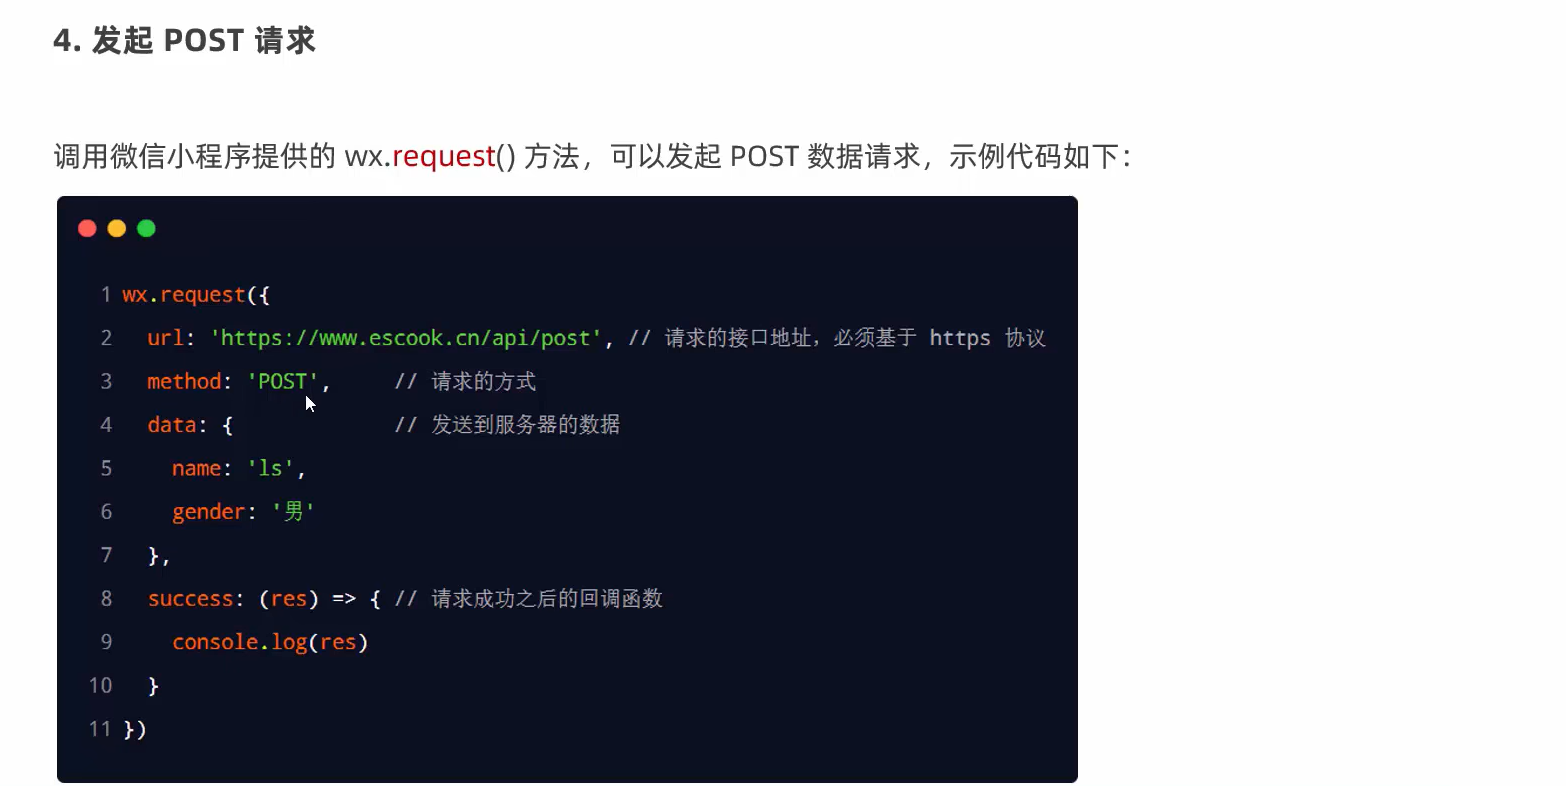 4. 发起 POST 请求
调用微信小程序提供的 wx.request() 方法，可以发起 POST 数据请求，示例代码如下：
1 wx.request({
2   url: 'https://www.escook.cn/api/post', // 请求的接口地址，必须基于 https 协议
3   method: 'POST',     // 请求的方式
4   data: {             // 发送到服务器的数据
5     name: 'ls',
6     gender: '男'
7   },
8   success: (res) => { // 请求成功之后的回调函数
9     console.log(res)
10   }
11 })